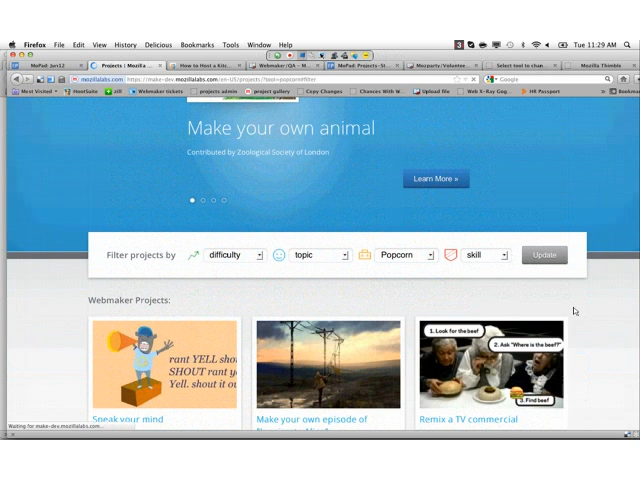 Firefox File Edit View History Bookmarks Tools Window Help
Tue 11:29 AM
MoPad: Jun12 Projects | Mozilla ... How to Host a Kitc... Webmaker/QA - M... MoPad: Projects-St... Mozparty/Voluntee... Select tool to chan... Mozilla Thimble
mozillalabs.com https://make-dev.mozillalabs.com/en-US/projects/?tool=popcorn#filter
Google
Most Visited HootSuite zill Webmaker tickets projects admin project gallery Copy Changes Chances With W... Upload file Web X-Ray Gog... HR Passport Bookmar
Make your own animal
Contributed by Zoological Society of London
Learn More »
Filter projects by difficulty topic Popcorn skill Update
Webmaker Projects:
rant YELL shou
SHOUT rant y
Yell. shout it ou
1. Look for the beef
2. Ask "Where is the beef?"
3. Find beef
Speak your mind
Make your own episode of
Remix a TV commercial
Waiting for make-dev.mozillalabs.com...